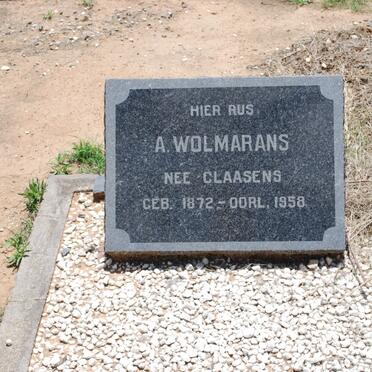 HIER RUS
A. WOLMARANS
NEE CLAASENS
GEB. 1872 – OORL. 1958